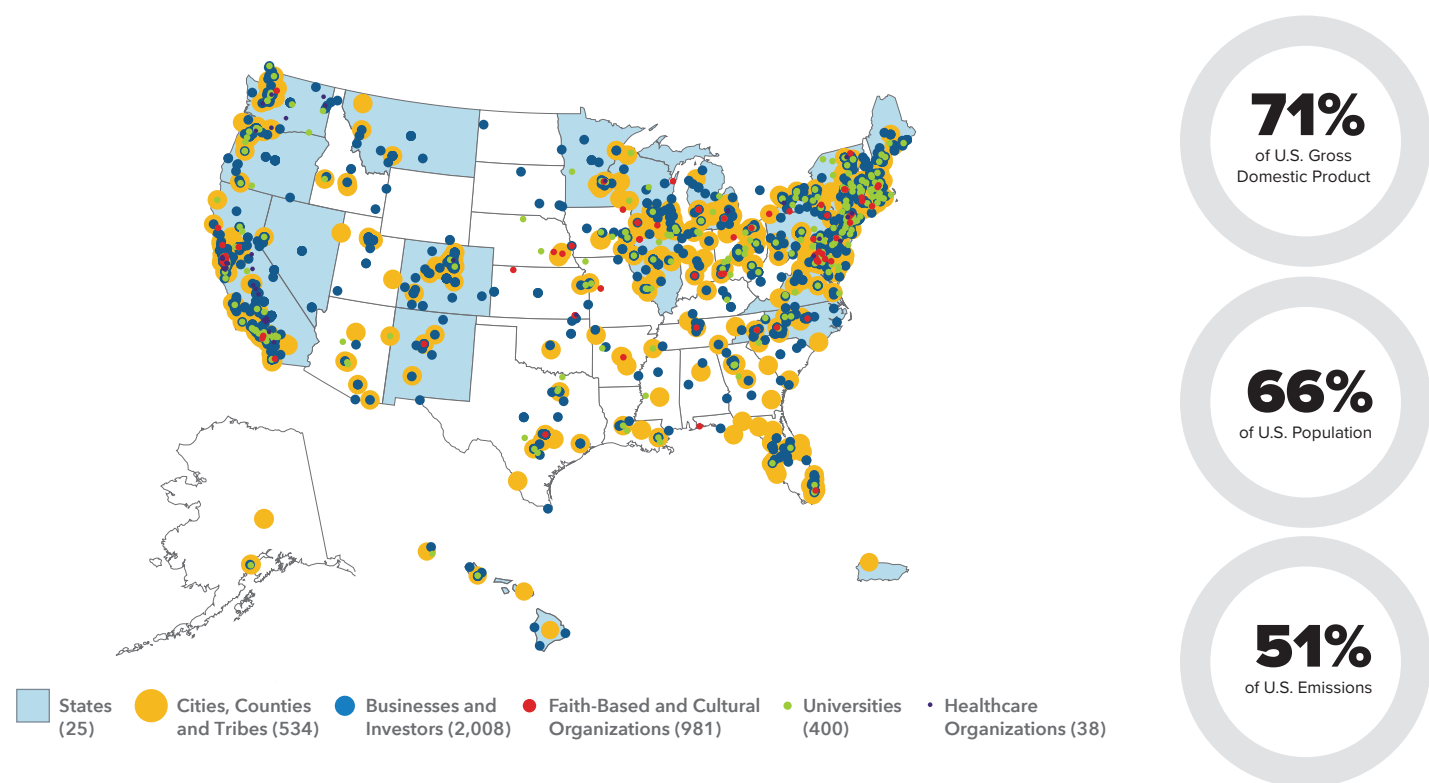 71%
of U.S. Gross
Domestic Product
66%
of U.S. Population
51%
of U.S. Emissions
States
(25)
Cities, Counties
and Tribes (534)
Businesses and
Investors (2,008)
Faith-Based and Cultural
Organizations (981)
Universities
(400)
Healthcare
Organizations (38)